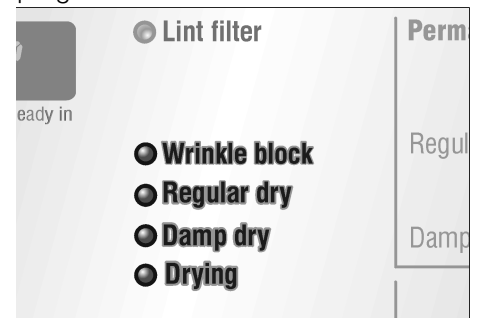 Lint filter
Perm
eady in
Wrinkle block
Regular dry
Damp dry
Drying
Regul
Damp